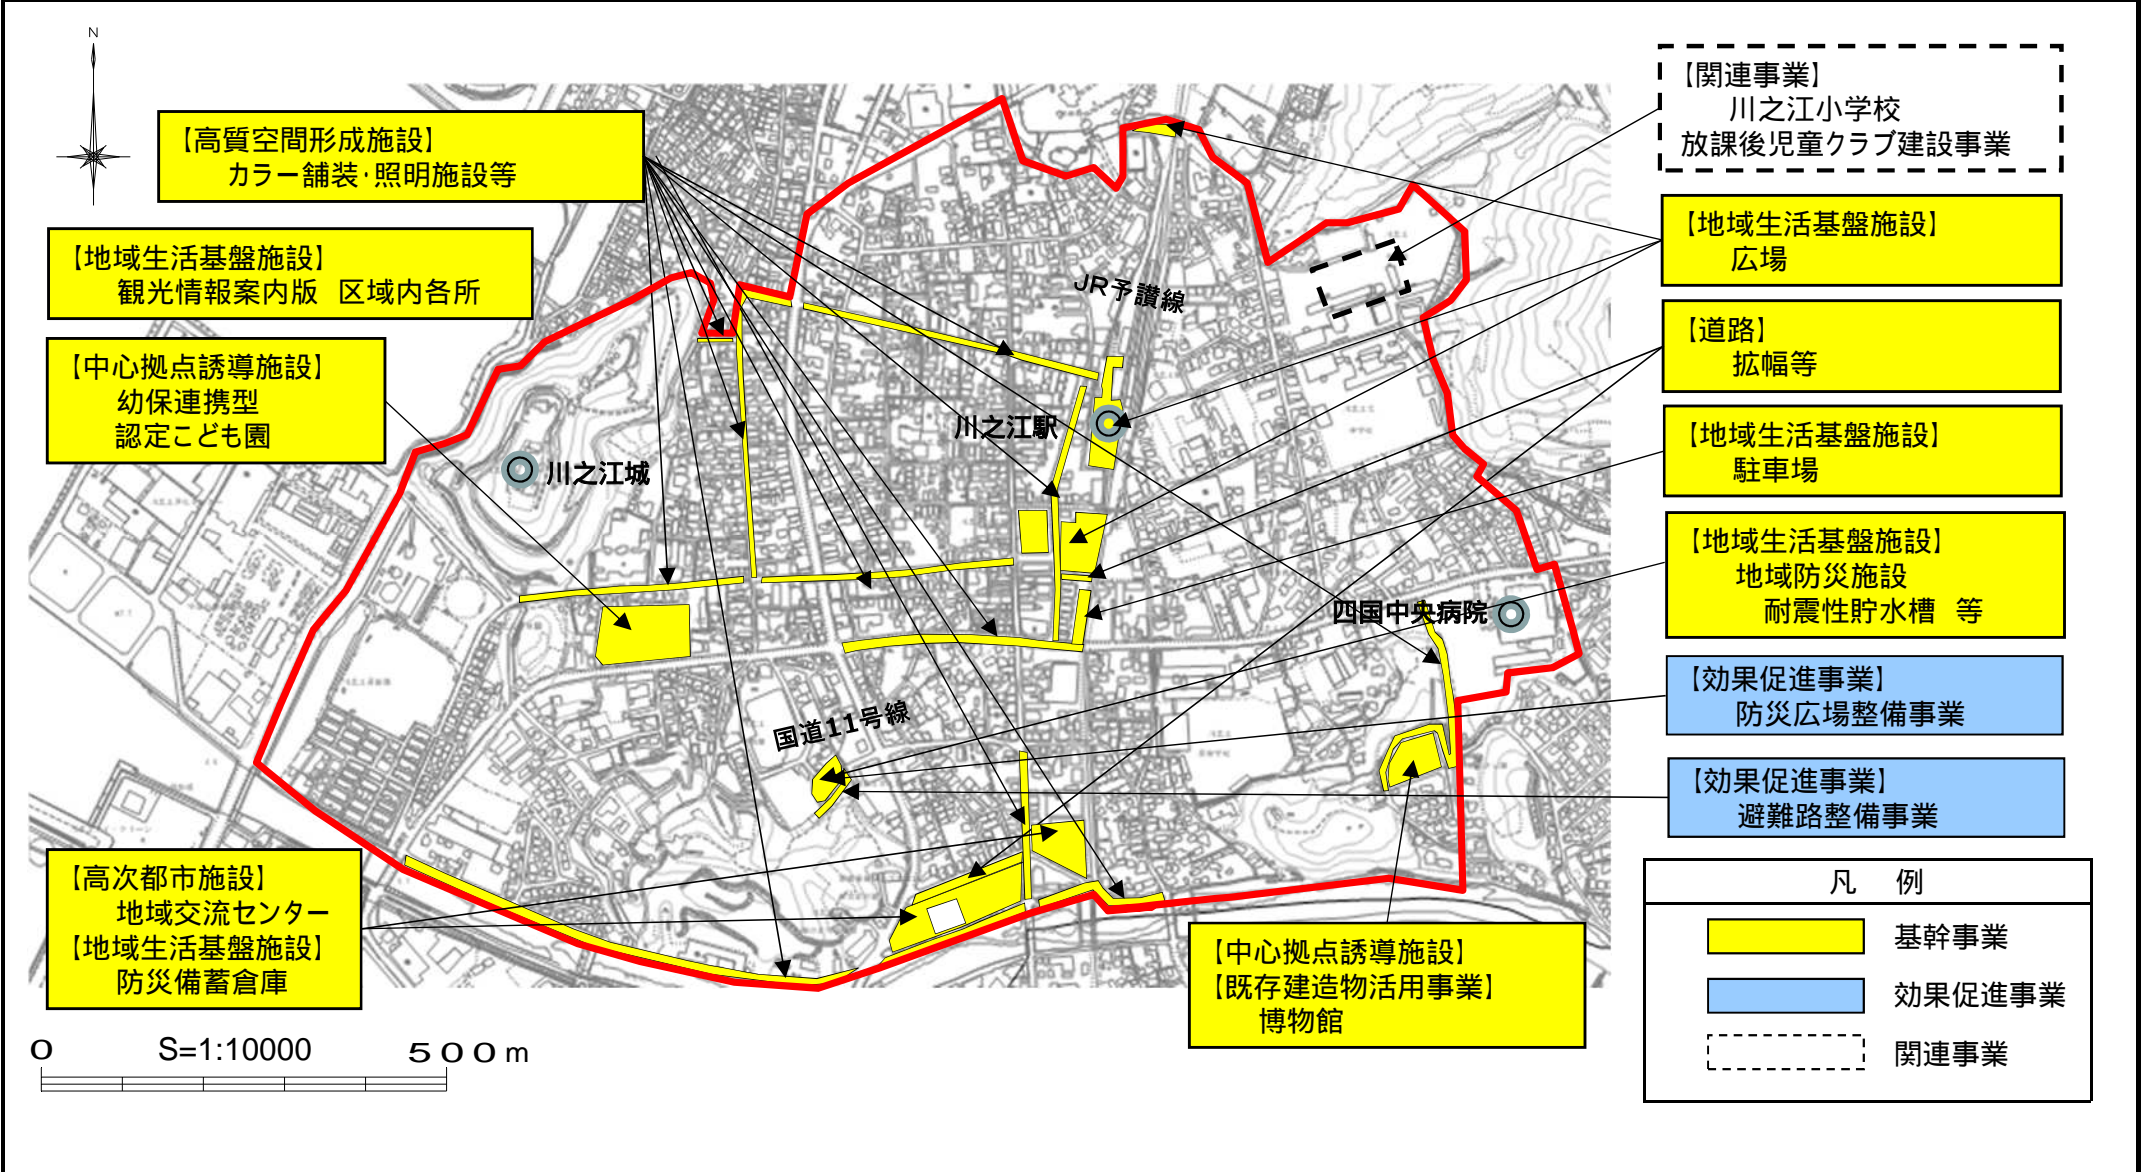 N
【高質空間形成施設】
カラー舗装・照明施設等
【地域生活基盤施設】
観光情報案内版 区域内各所
【中心拠点誘導施設】
幼保連携型
認定こども園
【高次都市施設】
地域交流センター
【地域生活基盤施設】
防災備蓄倉庫
0 S=1:10000 500m
JR予讃線
川之江駅
川之江城
四国中央病院
国道11号線
【関連事業】
川之江小学校
放課後児童クラブ建設事業
【地域生活基盤施設】
広場
【道路】
拡幅等
【地域生活基盤施設】
駐車場
【地域生活基盤施設】
地域防災施設
耐震性貯水槽 等
【効果促進事業】
防災広場整備事業
【効果促進事業】
避難路整備事業
【中心拠点誘導施設】
【既存建造物活用事業】
博物館
凡 例
基幹事業
効果促進事業
関連事業